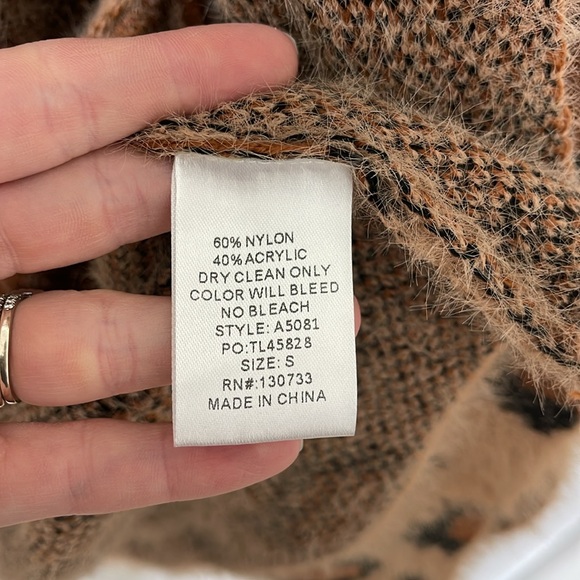 60% NYLON
40% ACRYLIC
DRY CLEAN ONLY
COLOR WILL BLEED
NO BLEACH
STYLE: A5081
PO:TL45828
SIZE: S
RN#:130733
MADE IN CHINA